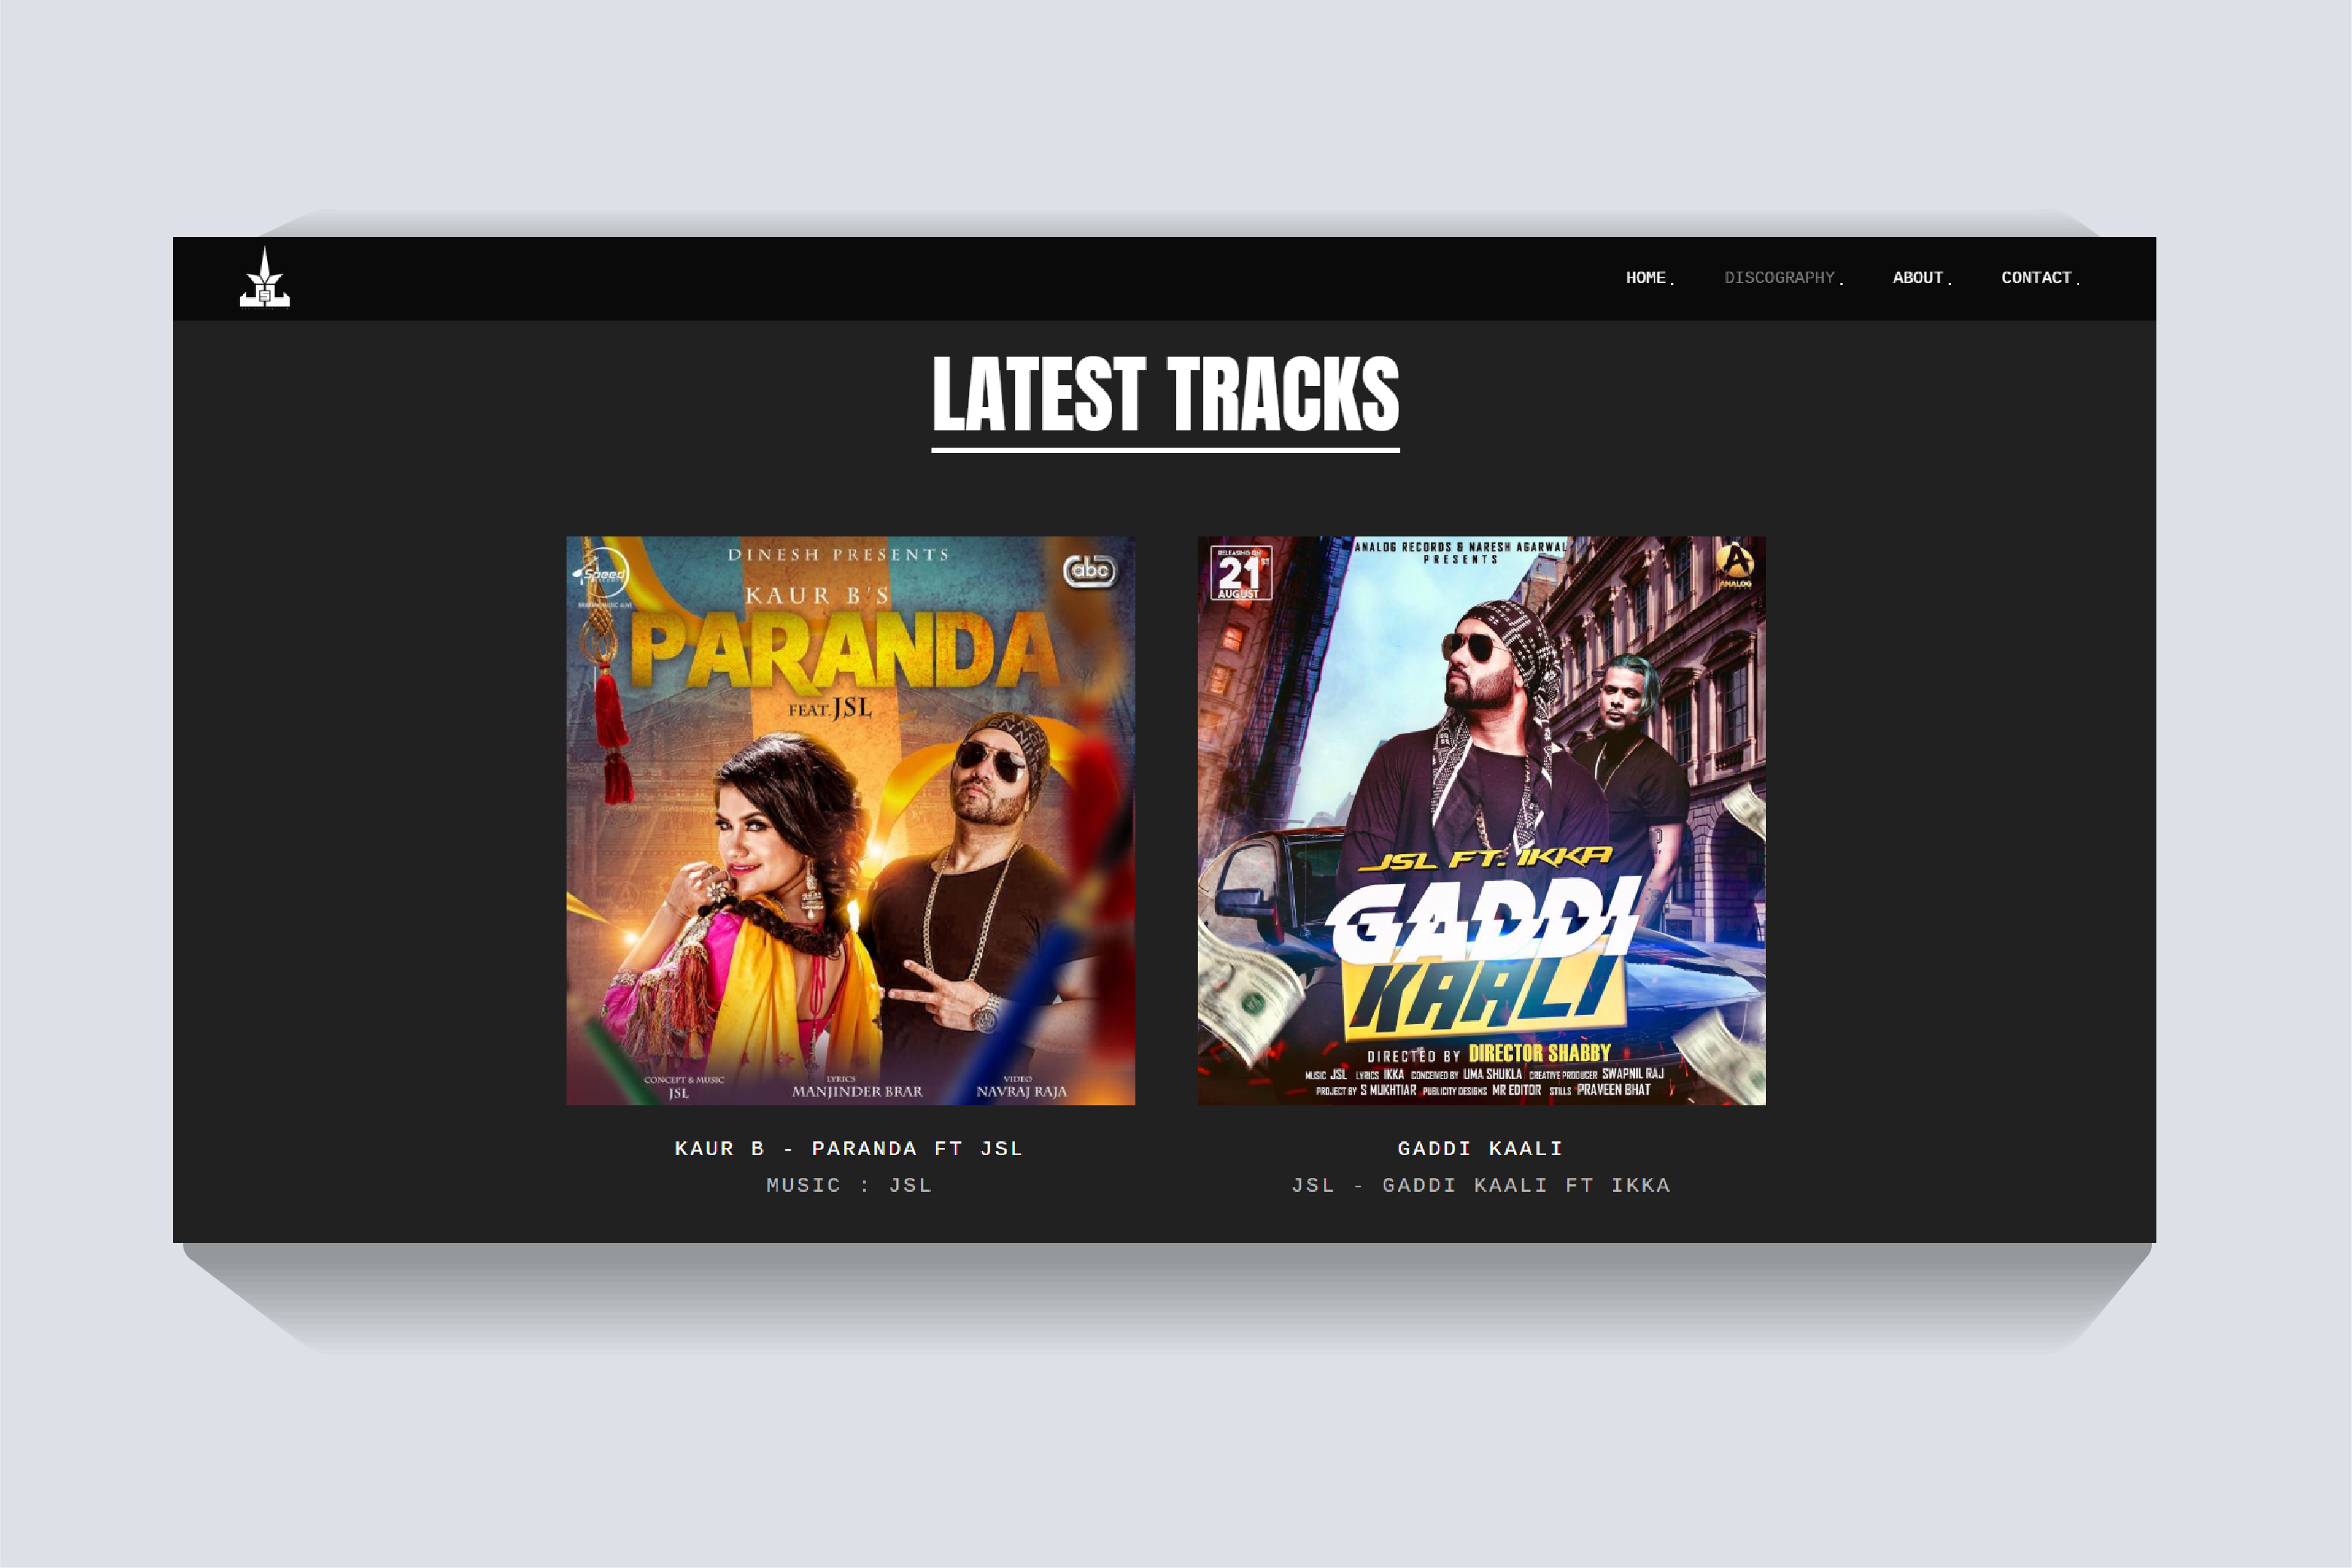 HOME.
DISCOGRAPHY.
ABOUT.
CONTACT.
LATEST TRACKS
Speed
RECORDS
DINESH PRESENTS
abc
KAUR B'S
PARANDA
FEAT. JSL
CONCEPT & MUSIC
JSL
LYRICS
MANJINDER BRAR
VIDEO
NAVRAJ RAJA
KAUR B - PARANDA FT JSL
MUSIC : JSL
RELEASING ON
21ST
AUGUST
ANALOG RECORDS & NARESH AGARWAL
PRESENTS
A
ANALOG
JSL FT. IKKA
GADDI
KAALI
DIRECTED BY DIRECTOR SHABBY
MUSIC JSL LYRICS IKKA CONCEIVED BY UMA SHUKLA CREATIVE PRODUCER SWAPNIL RAJ
PROJECT BY S MUKHTIAR PUBLICITY DESIGNS MR EDITOR STILLS PRAVEEN BHAT
GADDI KAALI
JSL - GADDI KAALI FT IKKA